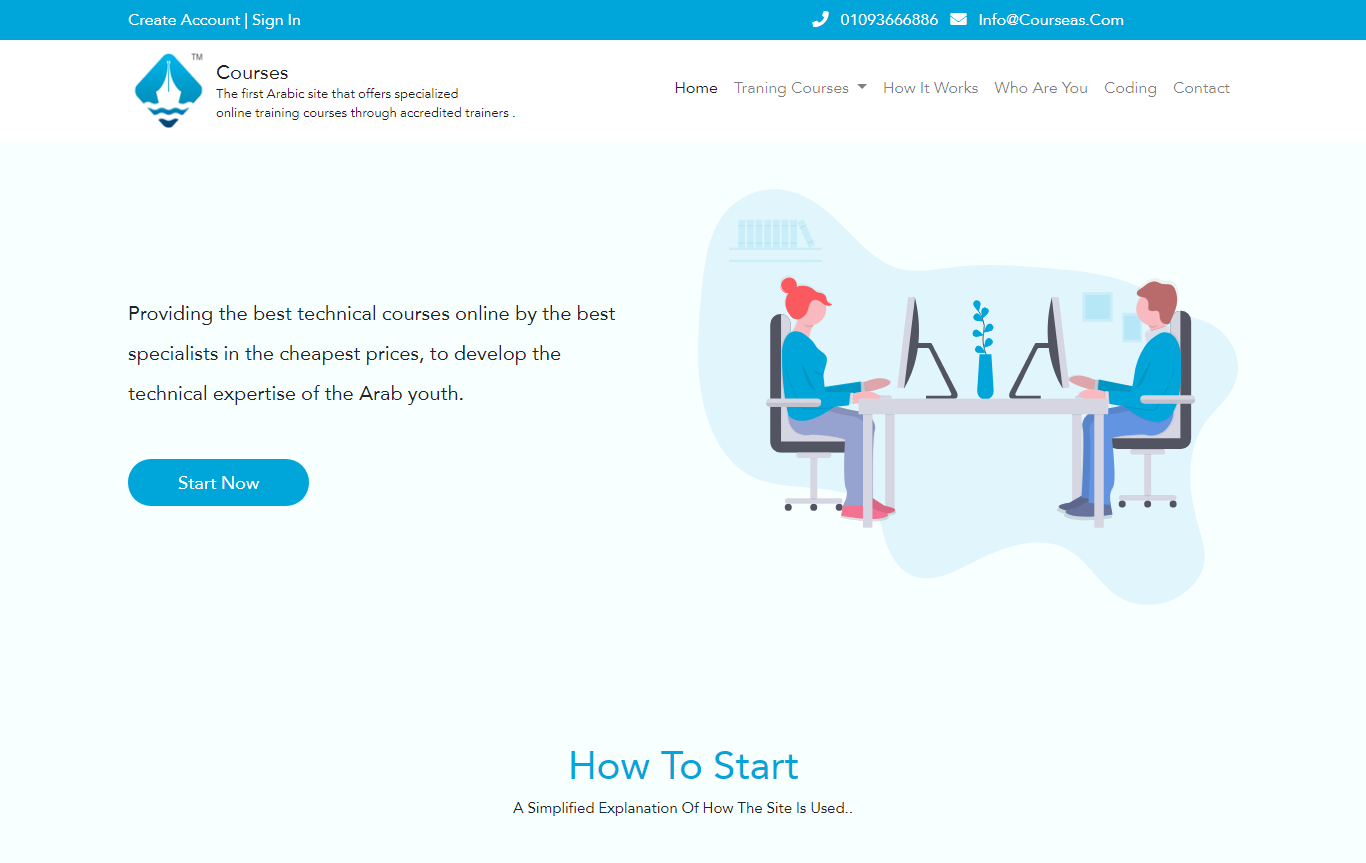 Create Account | Sign In
01093666886 Info@Courseas.Com
TM
Courses
The first Arabic site that offers specialized
online training courses through accredited trainers .
Home Traning Courses How It Works Who Are You Coding Contact
Providing the best technical courses online by the best
specialists in the cheapest prices, to develop the
technical expertise of the Arab youth.
Start Now
How To Start
A Simplified Explanation Of How The Site Is Used..